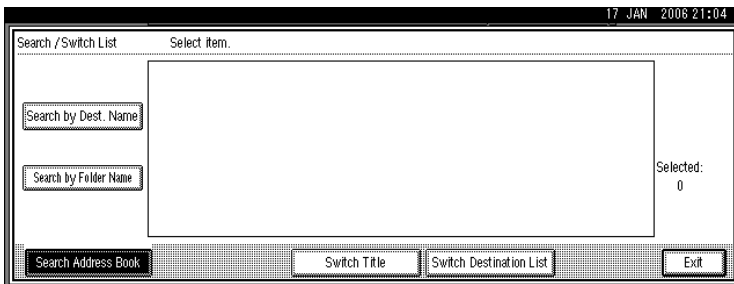 17 JAN 2006 21:04
Search / Switch List Select item.
Search by Dest. Name
Search by Folder Name
Selected:
0
Search Address Book Switch Title Switch Destination List Exit